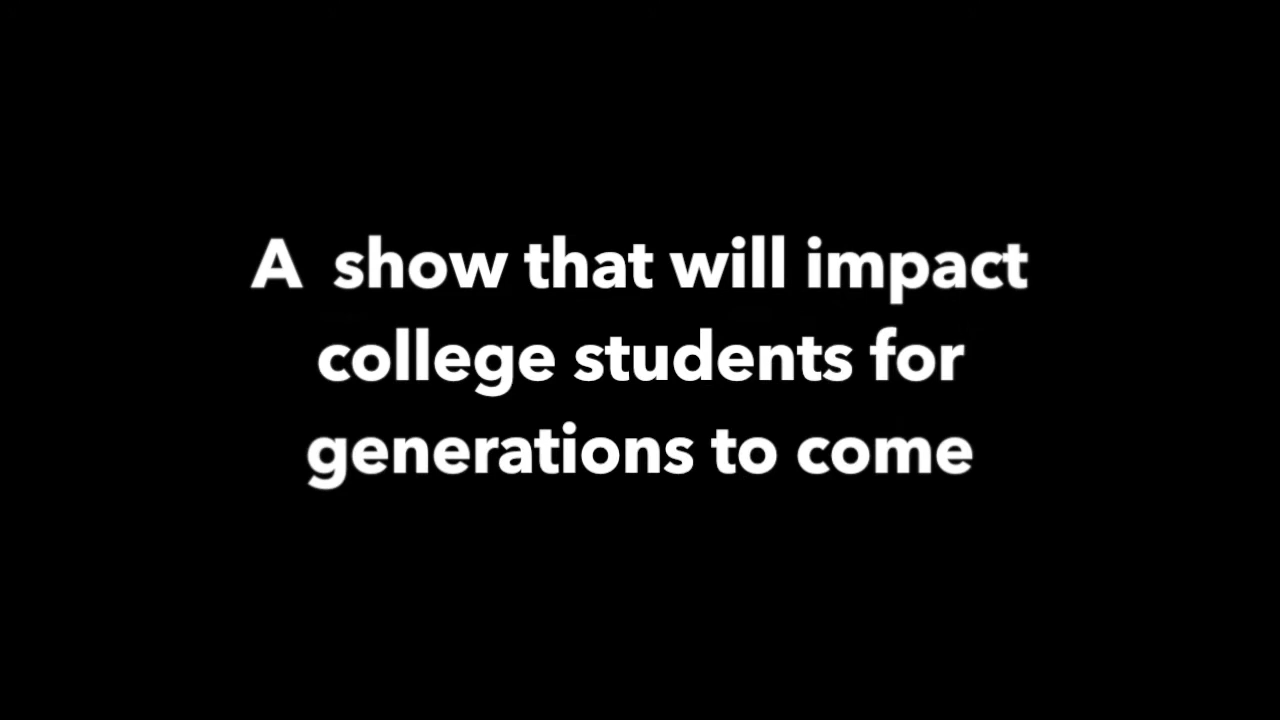 A  show that will impact
college students for
generations to come